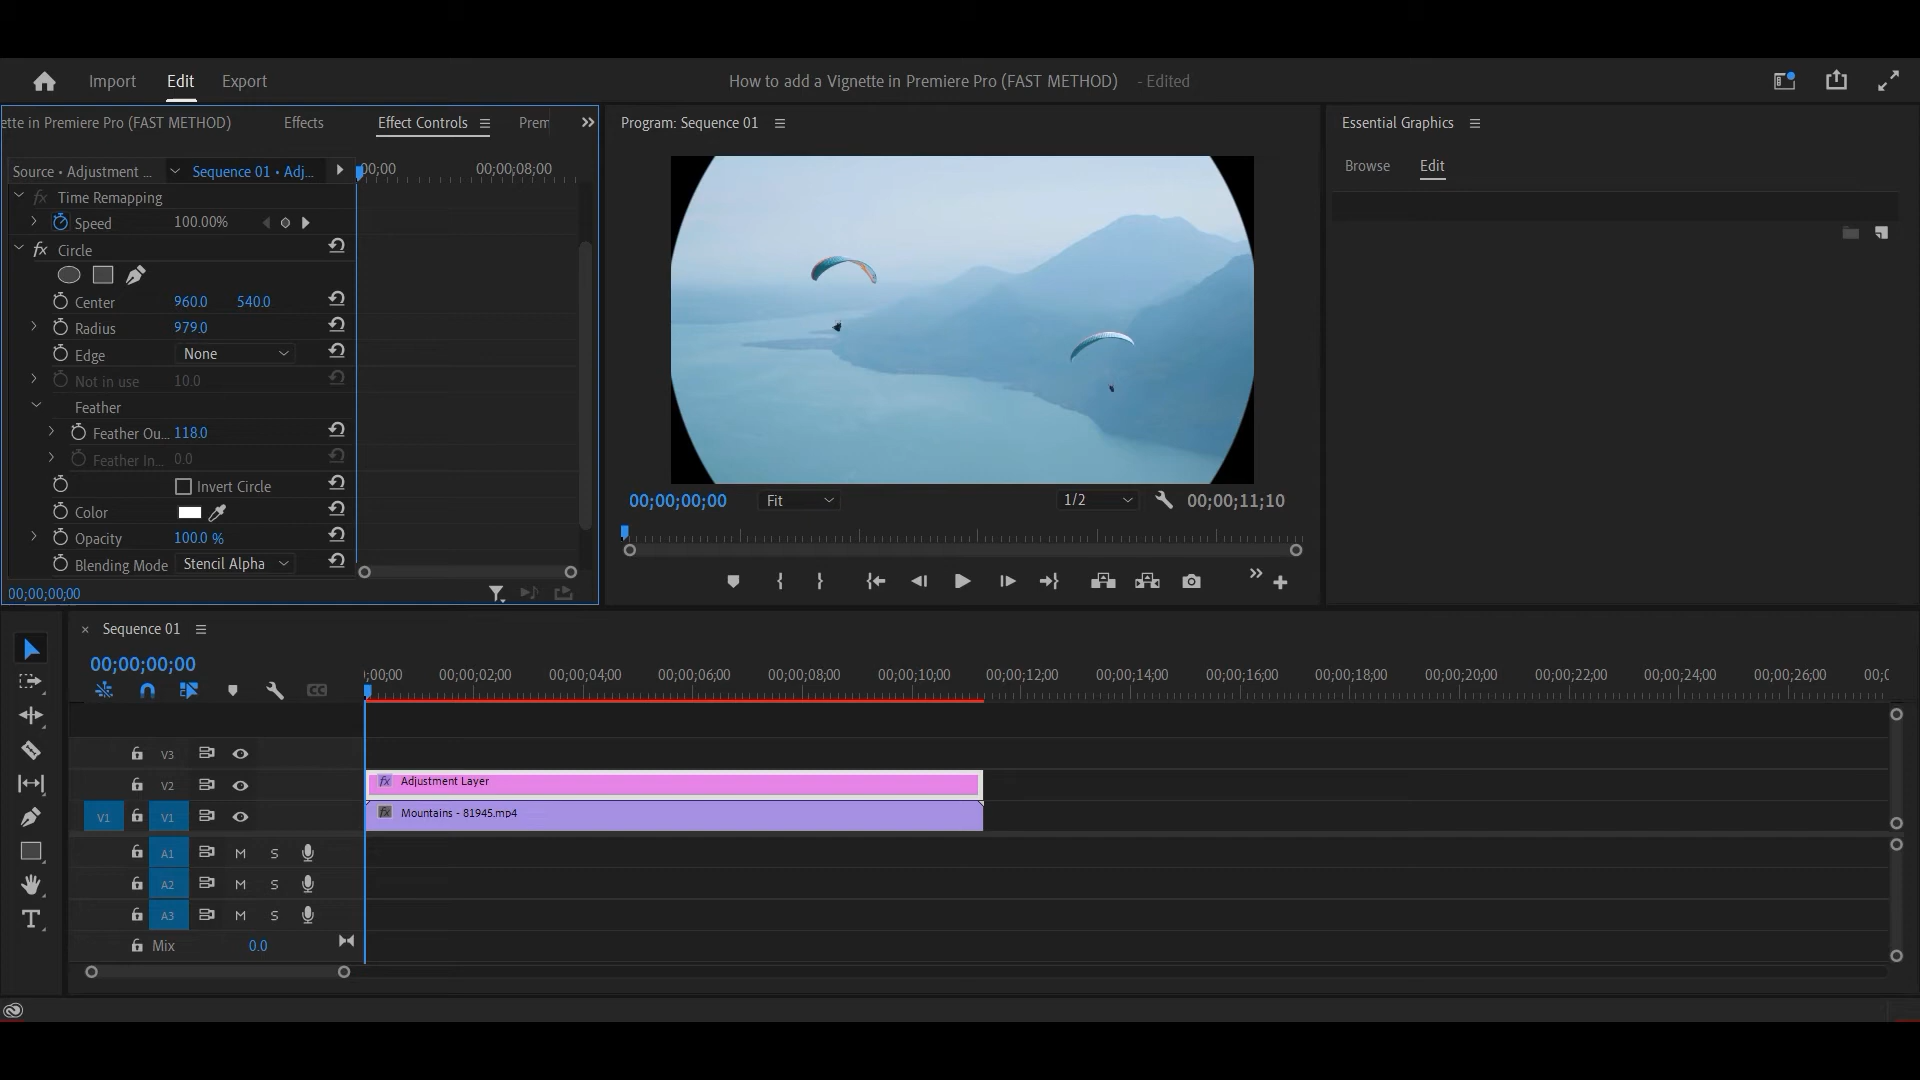 Import Edit Export How to add a Vignette in Premiere Pro (FAST METHOD) - Edited
ette in Premiere Pro (FAST METHOD) Effects Effect Controls Prem
Source • Adjustment ... Sequence 01 • Adj... ;00;00 00;00;08;00
fx Time Remapping
Speed 100.00%
fx Circle
Center 960.0 540.0
Radius 979.0
Edge None
Not in use 10.0
Feather
Feather Ou... 118.0
Feather In... 0.0
Invert Circle
Color
Opacity 100.0 %
Blending Mode Stencil Alpha
00;00;00;00
Program: Sequence 01
00;00;00;00 Fit 1/2 00;00;11;10
Essential Graphics
Browse Edit
× Sequence 01
00;00;00;00
;00;00 00;00;02;00 00;00;04;00 00;00;06;00 00;00;08;00 00;00;10;00 00;00;12;00 00;00;14;00 00;00;16;00 00;00;18;00 00;00;20;00 00;00;22;00 00;00;24;00 00;00;26;00 00;0
CC
V3
V2 fx Adjustment Layer
V1 V1 fx Mountains - 81945.mp4
A1 M S
A2 M S
A3 M S
Mix 0.0
T